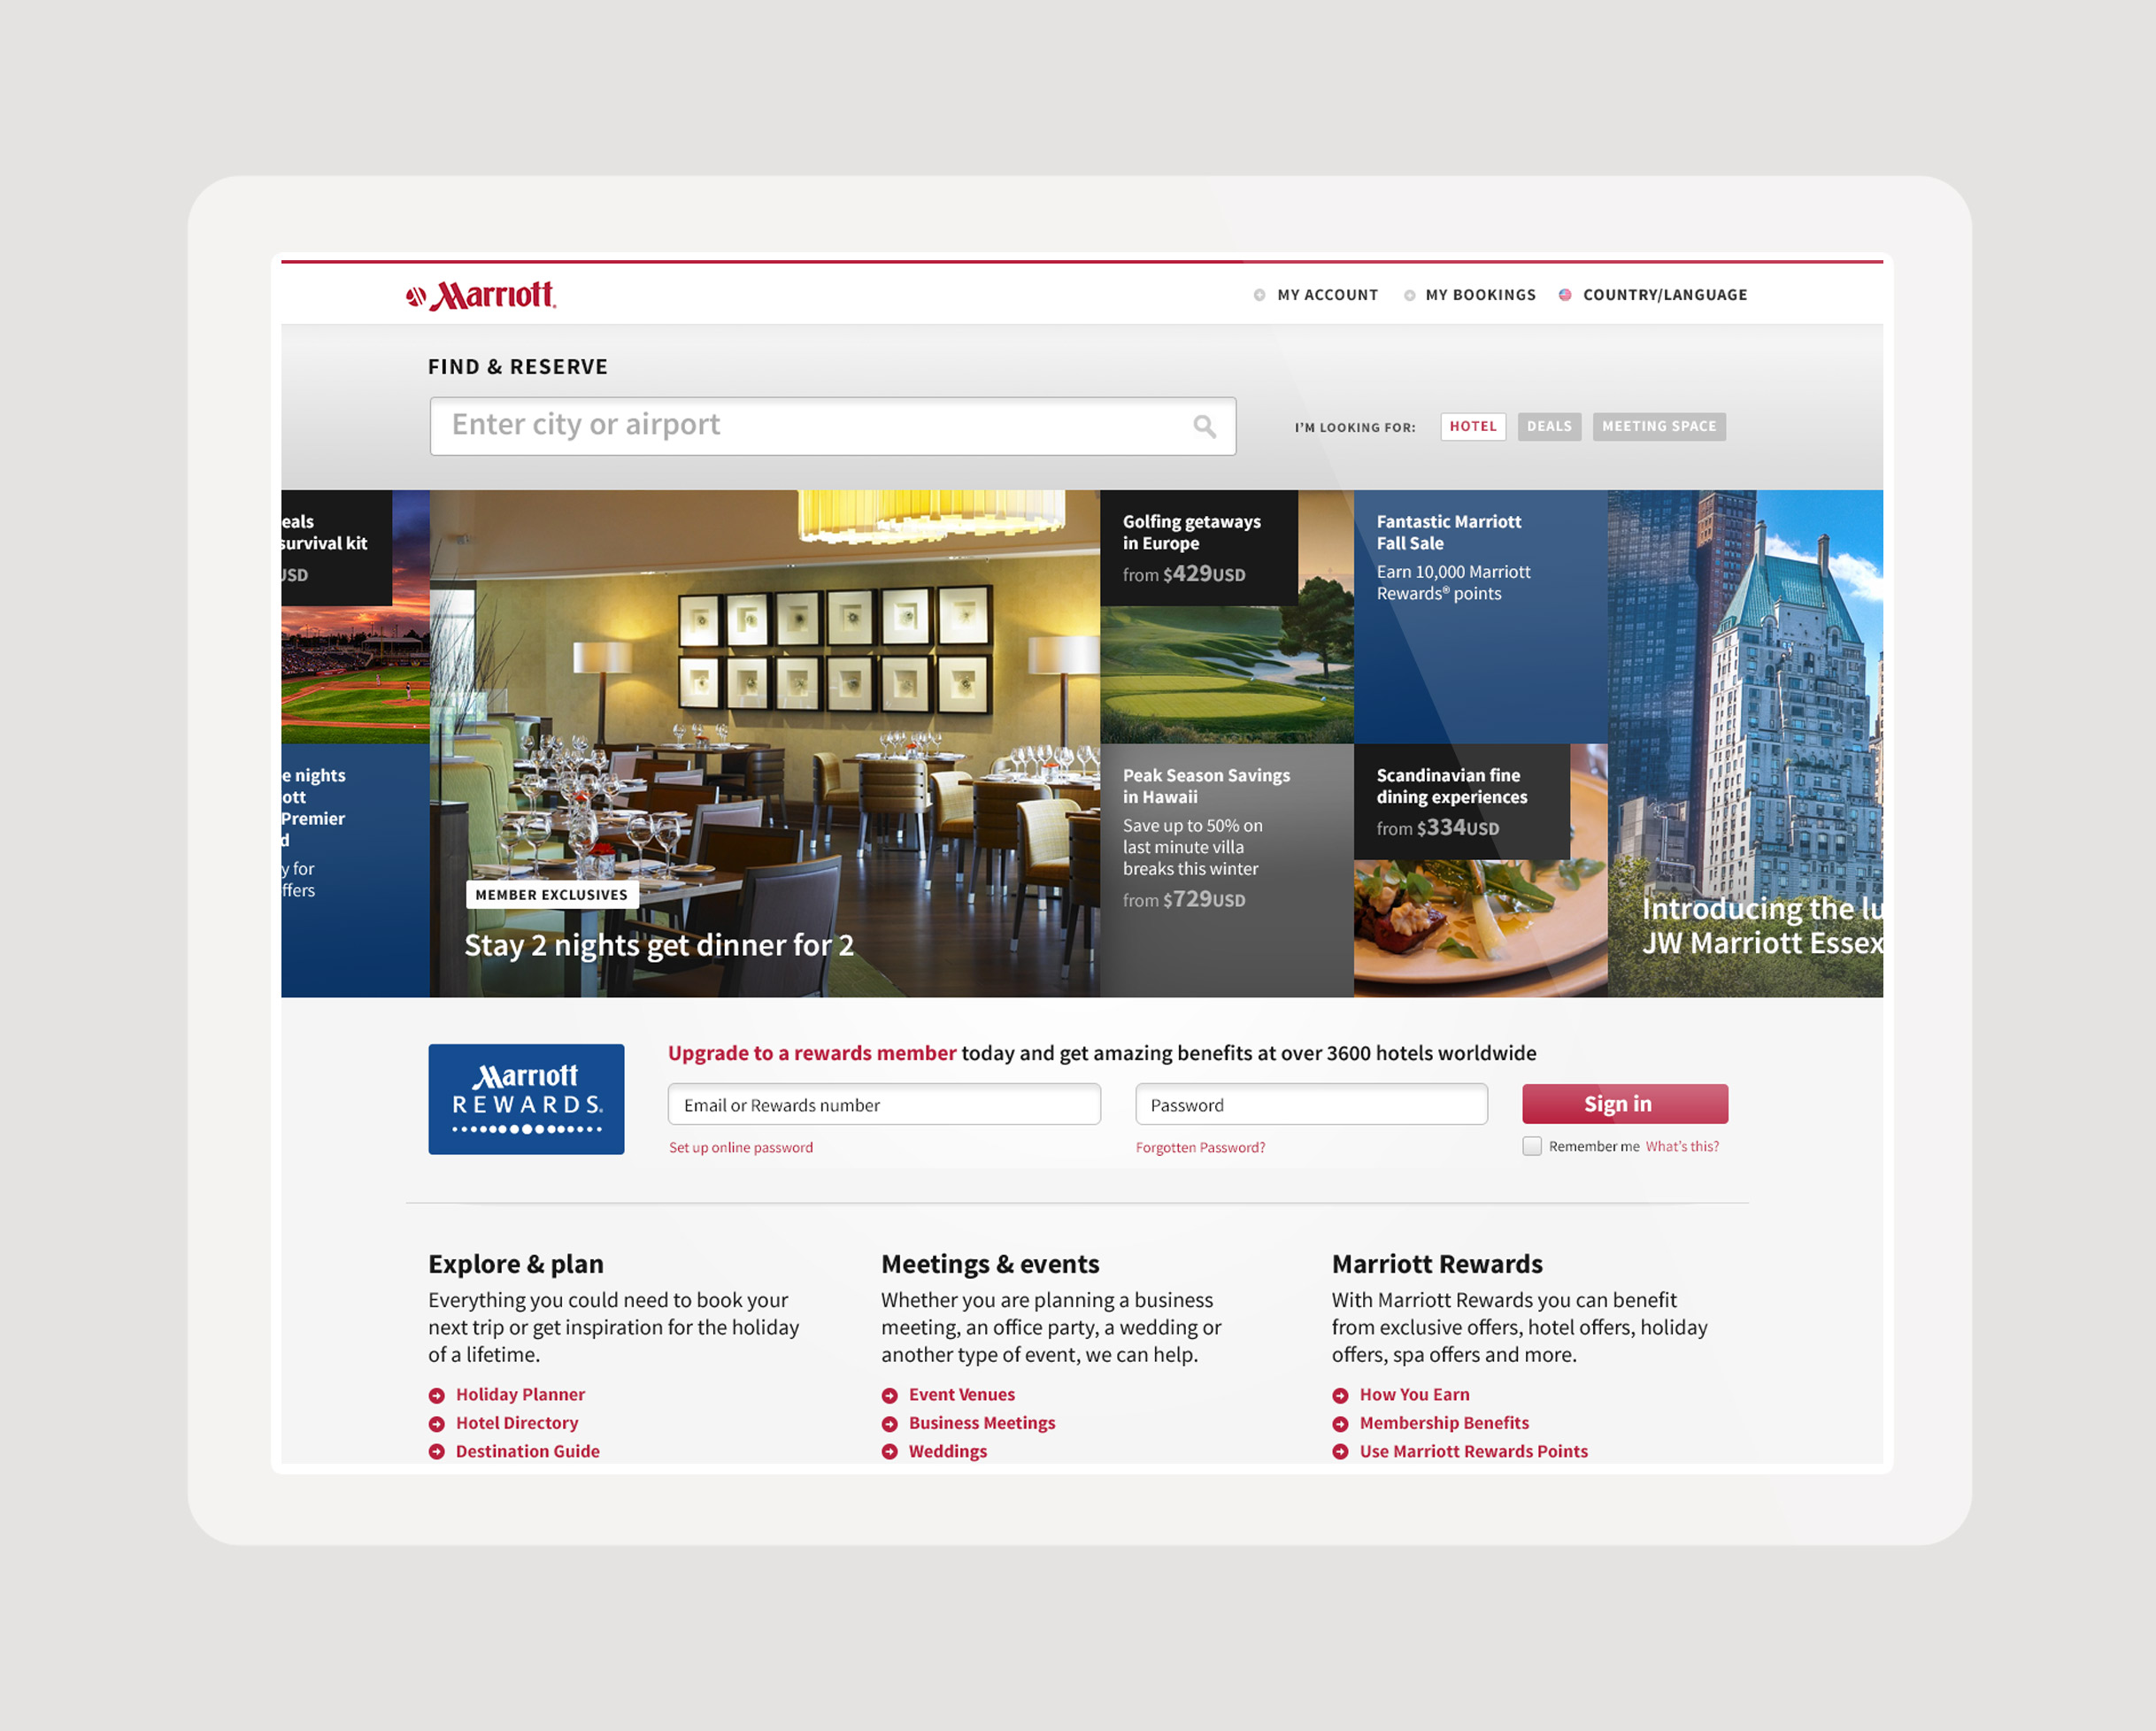 Marriott
MY ACCOUNT
MY BOOKINGS
COUNTRY/LANGUAGE
FIND & RESERVE
Enter city or airport
I'M LOOKING FOR:
HOTEL
DEALS
MEETING SPACE
eals
survival kit
USD
e nights
ott
Premier
d
y for
ffers
MEMBER EXCLUSIVES
Stay 2 nights get dinner for 2
Golfing getaways
in Europe
from $429USD
Fantastic Marriott
Fall Sale
Earn 10,000 Marriott
Rewards® points
Peak Season Savings
in Hawaii
Save up to 50% on
last minute villa
breaks this winter
from $729USD
Scandinavian fine
dining experiences
from $334USD
Introducing the lu
JW Marriott Essex
Marriott
REWARDS.
Upgrade to a rewards member today and get amazing benefits at over 3600 hotels worldwide
Email or Rewards number
Password
Sign in
Set up online password
Forgotten Password?
Remember me What's this?
Explore & plan
Everything you could need to book your
next trip or get inspiration for the holiday
of a lifetime.
Holiday Planner
Hotel Directory
Destination Guide
Meetings & events
Whether you are planning a business
meeting, an office party, a wedding or
another type of event, we can help.
Event Venues
Business Meetings
Weddings
Marriott Rewards
With Marriott Rewards you can benefit
from exclusive offers, hotel offers, holiday
offers, spa offers and more.
How You Earn
Membership Benefits
Use Marriott Rewards Points